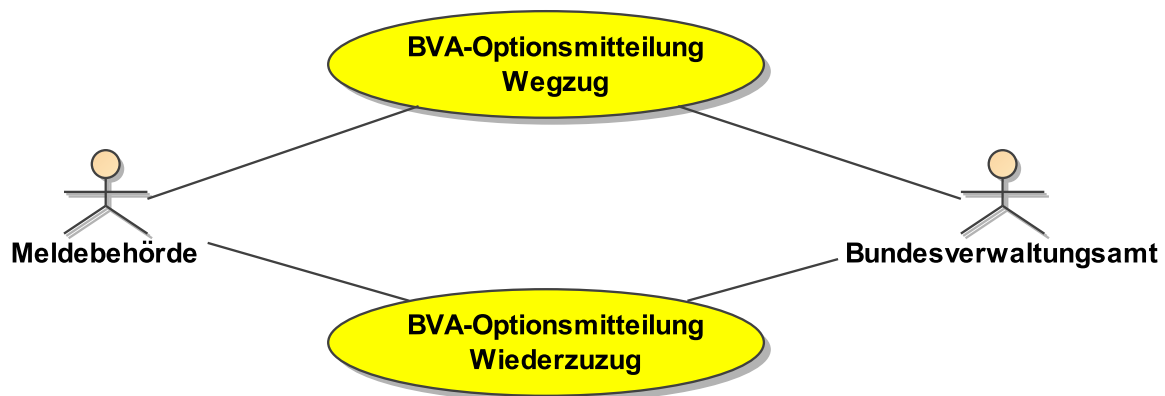 BVA-Optionsmitteilung
Wegzug
Meldebehörde
Bundesverwaltungsamt
BVA-Optionsmitteilung
Wiederzuzug